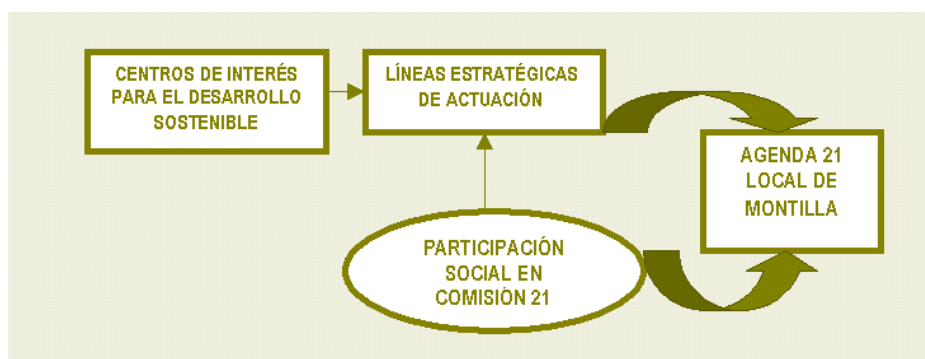 CENTROS DE INTERÉS
PARA EL DESARROLLO
SOSTENIBLE
LÍNEAS ESTRATÉGICAS
DE ACTUACIÓN
AGENDA 21
LOCAL DE
MONTILLA
PARTICIPACIÓN
SOCIAL EN
COMISIÓN 21